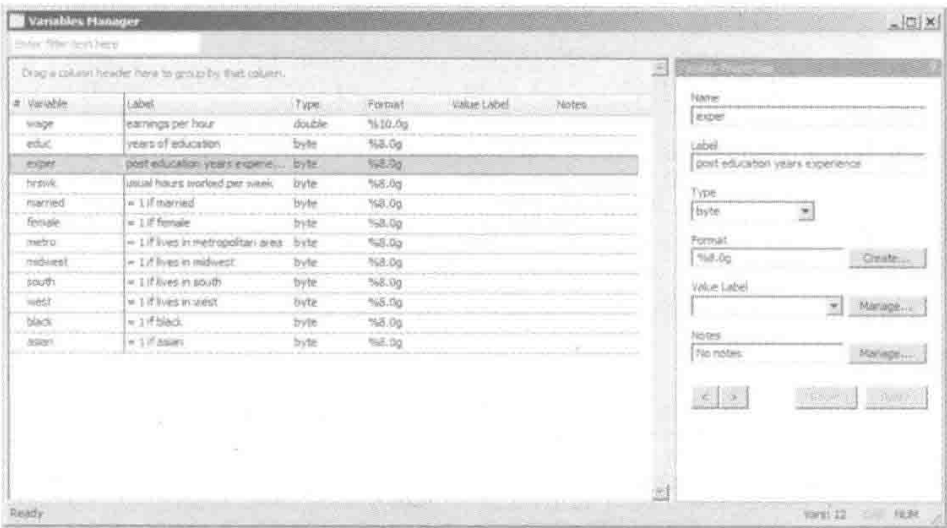 Variables Manager
Enter filter text here
Drag a column header here to group by that column.
# Variable Label Type Format Value Label Notes
wage earnings per hour double %10.0g
educ years of education byte %8.0g
exper post education years experie... byte %8.0g
hrswk usual hours worked per week byte %8.0g
married = 1 if married byte %8.0g
female = 1 if female byte %8.0g
metro = 1 if lives in metropolitan area byte %8.0g
midwest = 1 if lives in midwest byte %8.0g
south = 1 if lives in south byte %8.0g
west = 1 if lives in west byte %8.0g
black = 1 if black byte %8.0g
asian = 1 if asian byte %8.0g
Name
exper
Label
post education years experience
Type
byte
Format
%8.0g Create...
Value Label
Manage...
Notes
No notes Manage...
< >
Ready
Vars: 12 CAP NUM